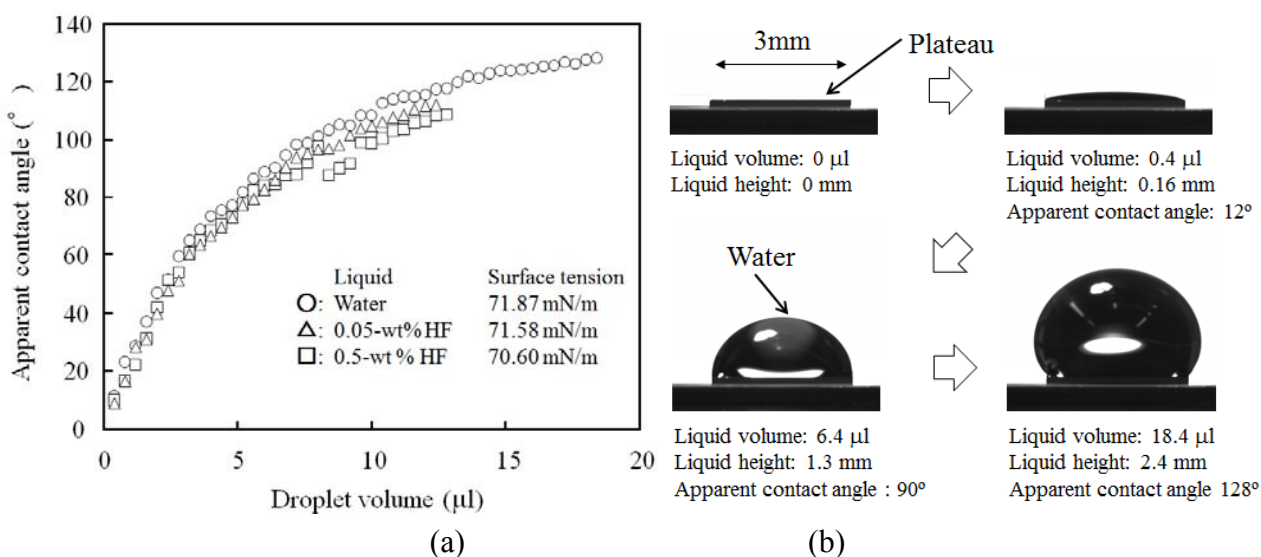 140
120
100
80
60
40
20
0
Apparent contact angle (°)
0 5 10 15 20
Droplet volume (μl)
Liquid Surface tension
○: Water 71.87 mN/m
△: 0.05-wt% HF 71.58 mN/m
□: 0.5-wt % HF 70.60 mN/m
(a)
3mm
Plateau
Liquid volume: 0 μl
Liquid height: 0 mm
Liquid volume: 0.4 μl
Liquid height: 0.16 mm
Apparent contact angle: 12º
Water
Liquid volume: 6.4 μl
Liquid height: 1.3 mm
Apparent contact angle : 90º
Liquid volume: 18.4 μl
Liquid height: 2.4 mm
Apparent contact angle 128º
(b)